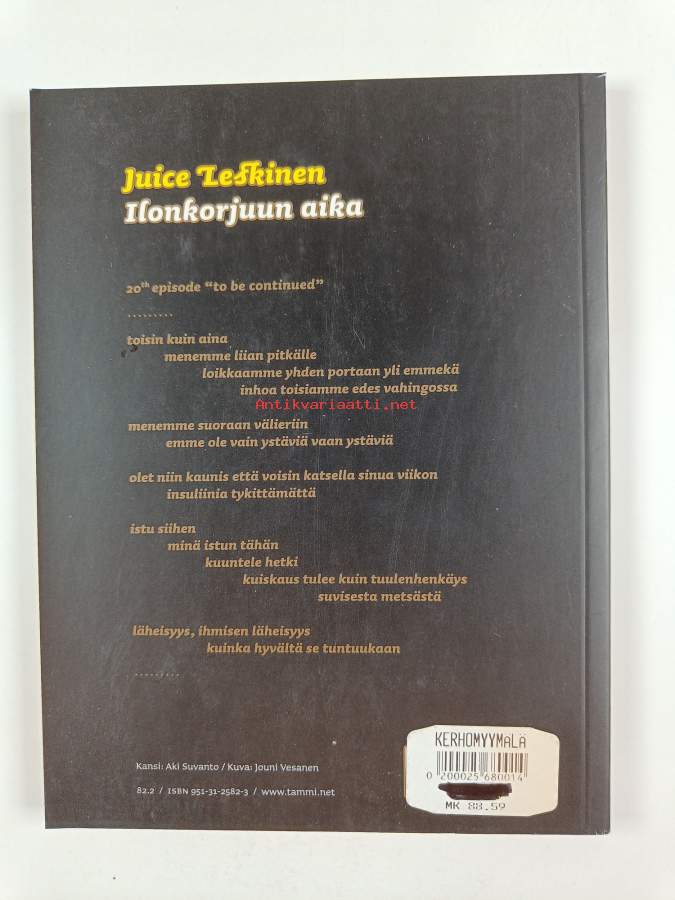 Juice Leskinen
Ilonkorjuun aika
20th episode “to be continued”
.........
toisin kuin aina
menemme liian pitkälle
loikkaamme yhden portaan yli emmekä
inhoa toisiamme edes vahingossa
Antikvariaatti.net
menemme suoraan välieriin
emme ole vain ystäviä vaan ystäviä
olet niin kaunis että voisin katsella sinua viikon
insuliinia tykittämättä
istu siihen
minä istun tähän
kuuntele hetki
kuiskaus tulee kuin tuulenhenkäys
suvisesta metsästä
läheisyys, ihmisen läheisyys
kuinka hyvältä se tuntuukaan
.........
KERHOMYYMALÄ
0 200025 680014
MK 88.59
Kansi: Aki Suvanto / Kuva: Jouni Vesanen
82.2 / ISBN 951-31-2582-3 / www.tammi.net